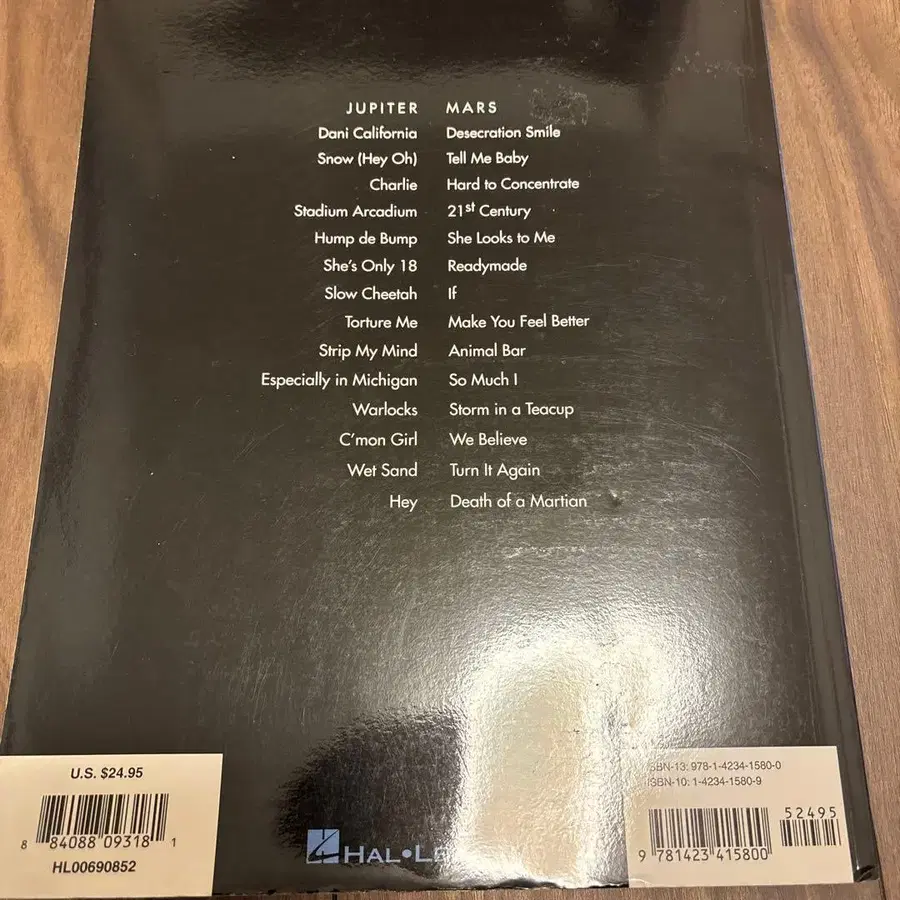 JUPITER MARS
Dani California Desecration Smile
Snow (Hey Oh) Tell Me Baby
Charlie Hard to Concentrate
Stadium Arcadium 21st Century
Hump de Bump She Looks to Me
She's Only 18 Readymade
Slow Cheetah If
Torture Me Make You Feel Better
Strip My Mind Animal Bar
Especially in Michigan So Much I
Warlocks Storm in a Teacup
C'mon Girl We Believe
Wet Sand Turn It Again
Hey Death of a Martian
U.S. $24.95
8 84088 09318 1
HL00690852
HAL•LE
ISBN-13: 978-1-4234-1580-0
ISBN-10: 1-4234-1580-9
52495
9 781423 415800